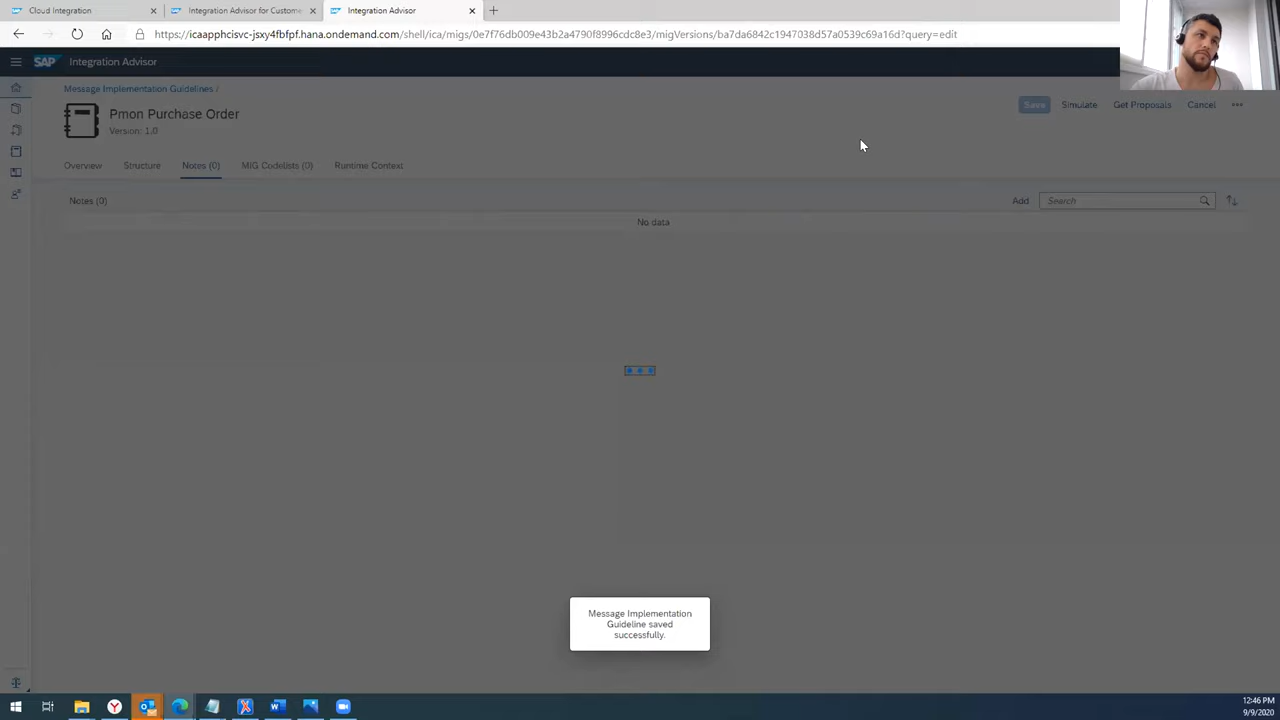 Cloud Integration
Integration Advisor for Custome
Integration Advisor
https://icaapphcisvc-jsxy4fbfpf.hana.ondemand.com/shell/ica/migs/0e7f76db009e43b2a4790f8996cdc8e3/migVersions/ba7da6842c1947038d57a0539c69a16d?query=edit
SAP Integration Advisor
Message Implementation Guidelines /
Pmon Purchase Order
Version: 1.0
Save Simulate Get Proposals Cancel
Overview Structure Notes (0) MIG Codelists (0) Runtime Context
Notes (0) Add Search
No data
Message Implementation
Guideline saved
successfully.
12:46 PM
9/9/2020